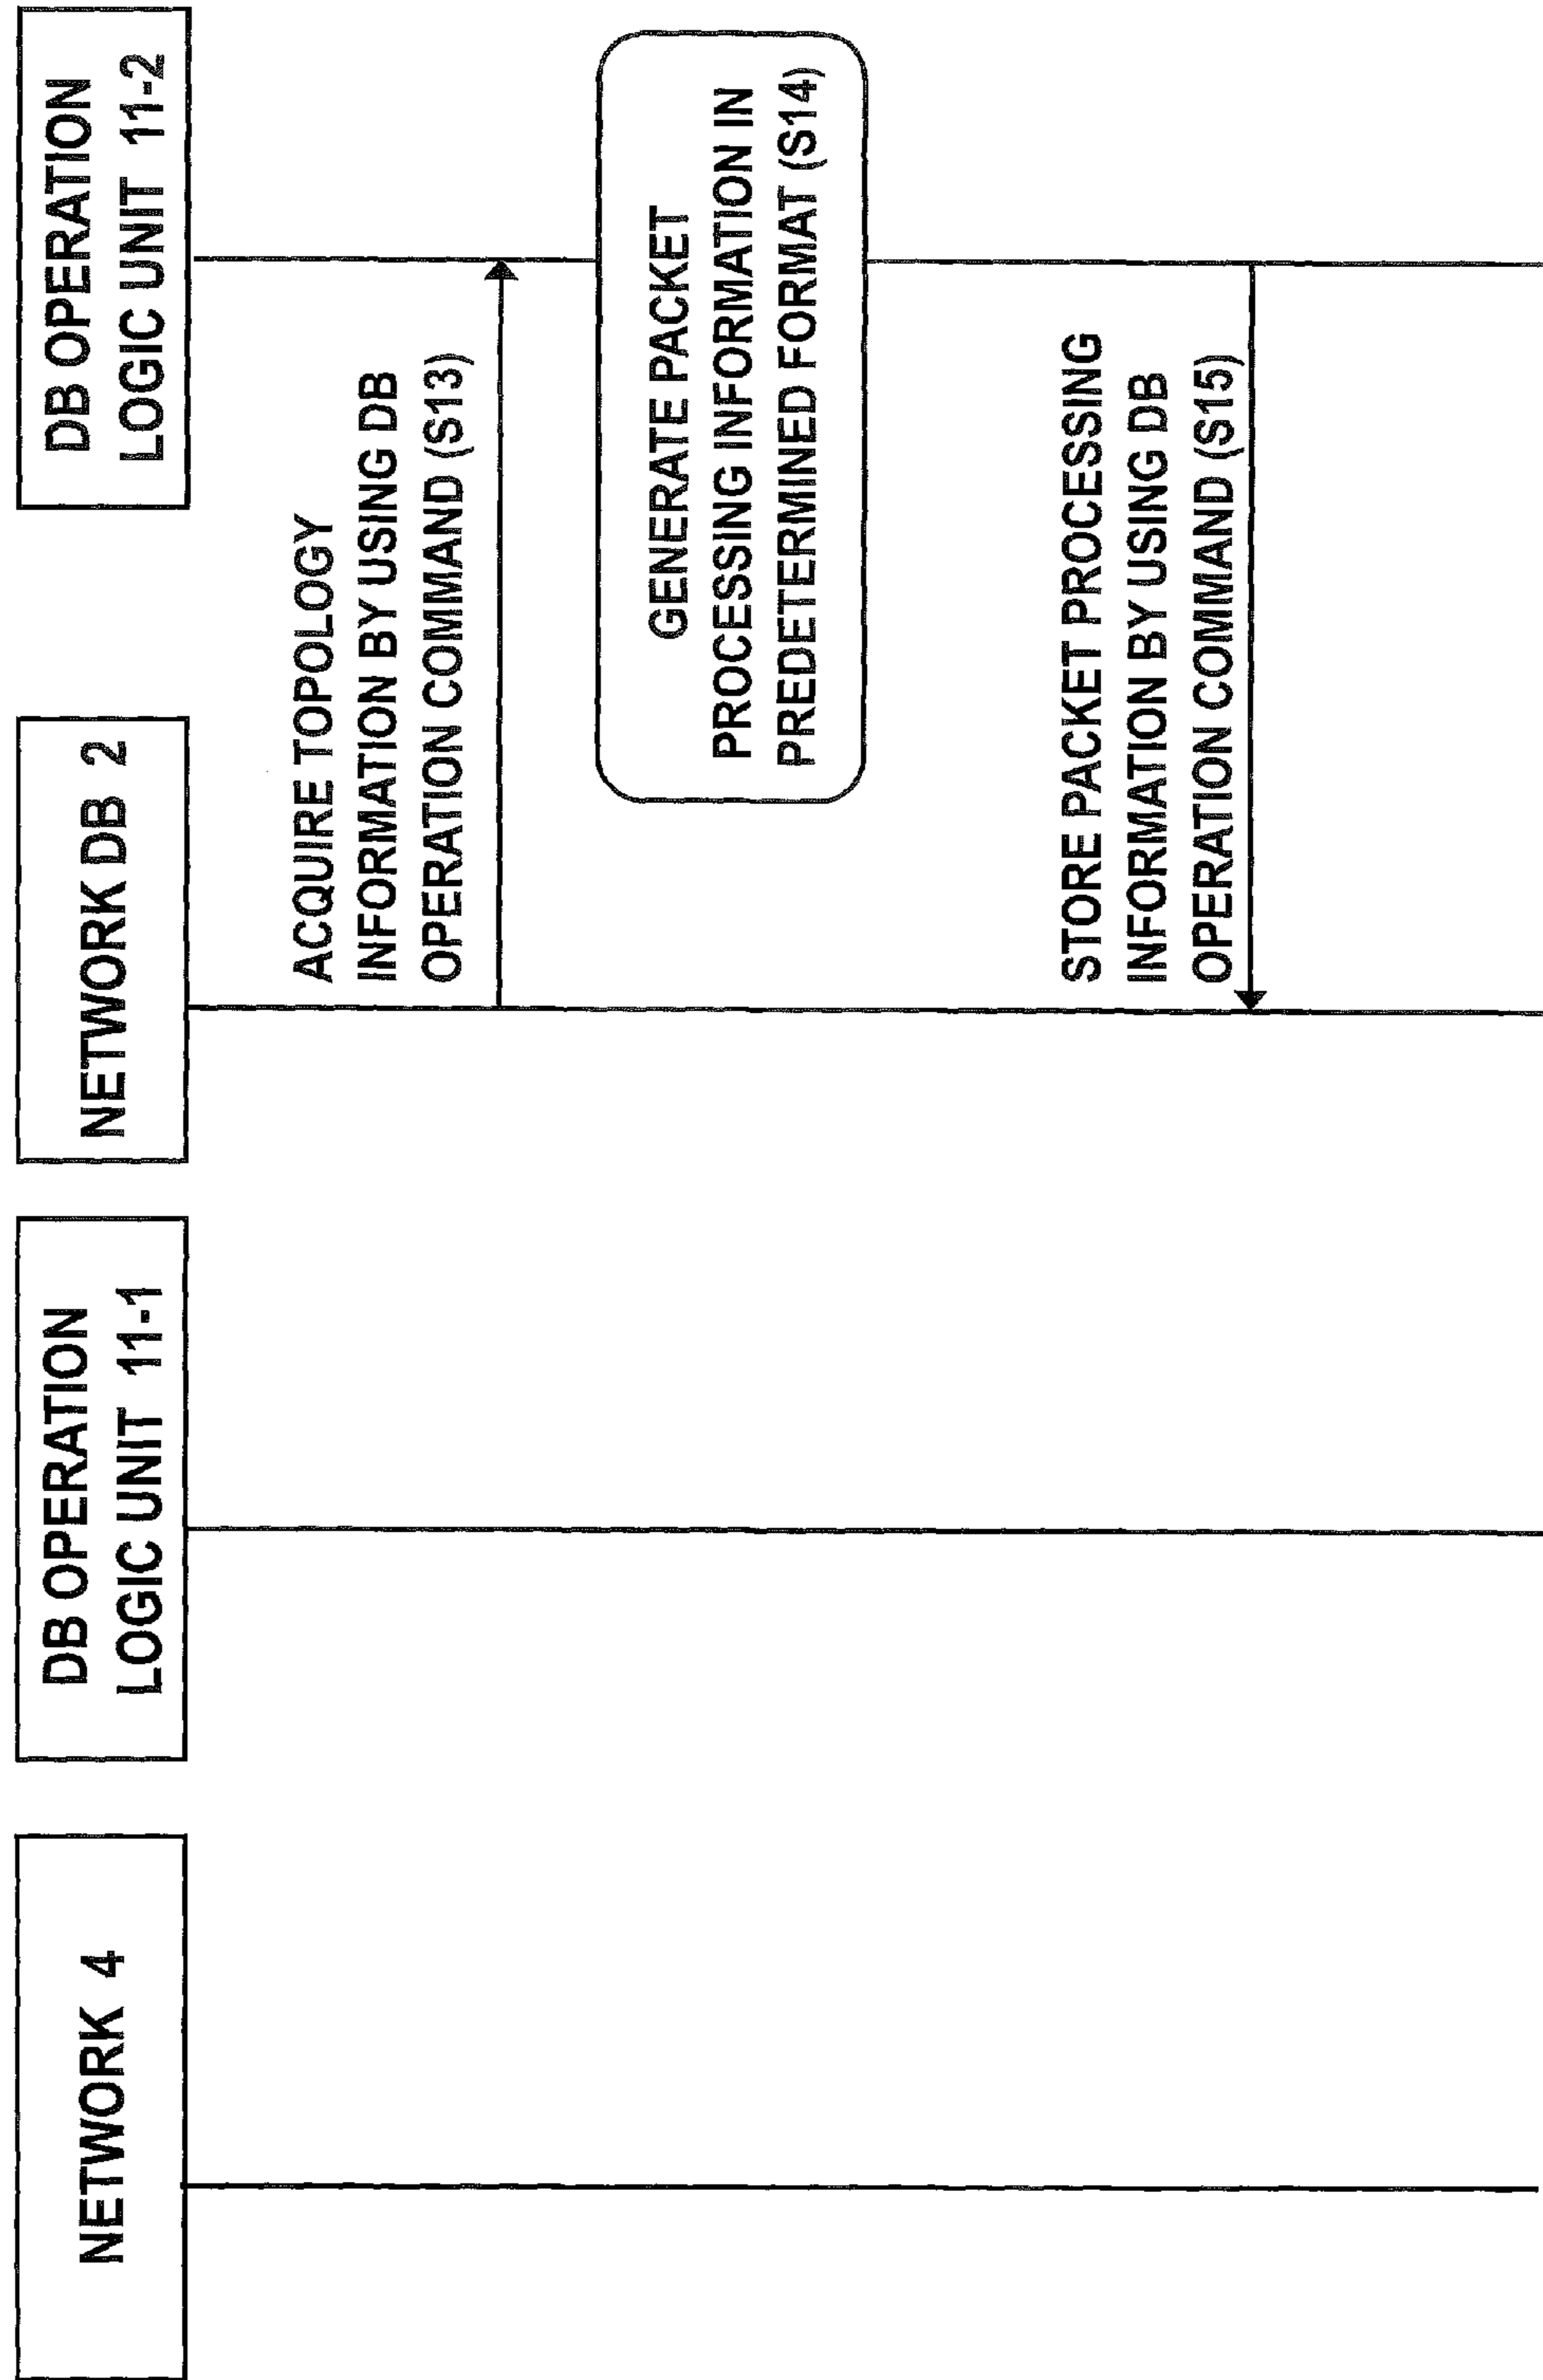 NETWORK 4
DB OPERATION
LOGIC UNIT 11-1
NETWORK DB 2
DB OPERATION
LOGIC UNIT 11-2
ACQUIRE TOPOLOGY
INFORMATION BY USING DB
OPERATION COMMAND (S13)
GENERATE PACKET
PROCESSING INFORMATION IN
PREDETERMINED FORMAT (S14)
STORE PACKET PROCESSING
INFORMATION BY USING DB
OPERATION COMMAND (S15)